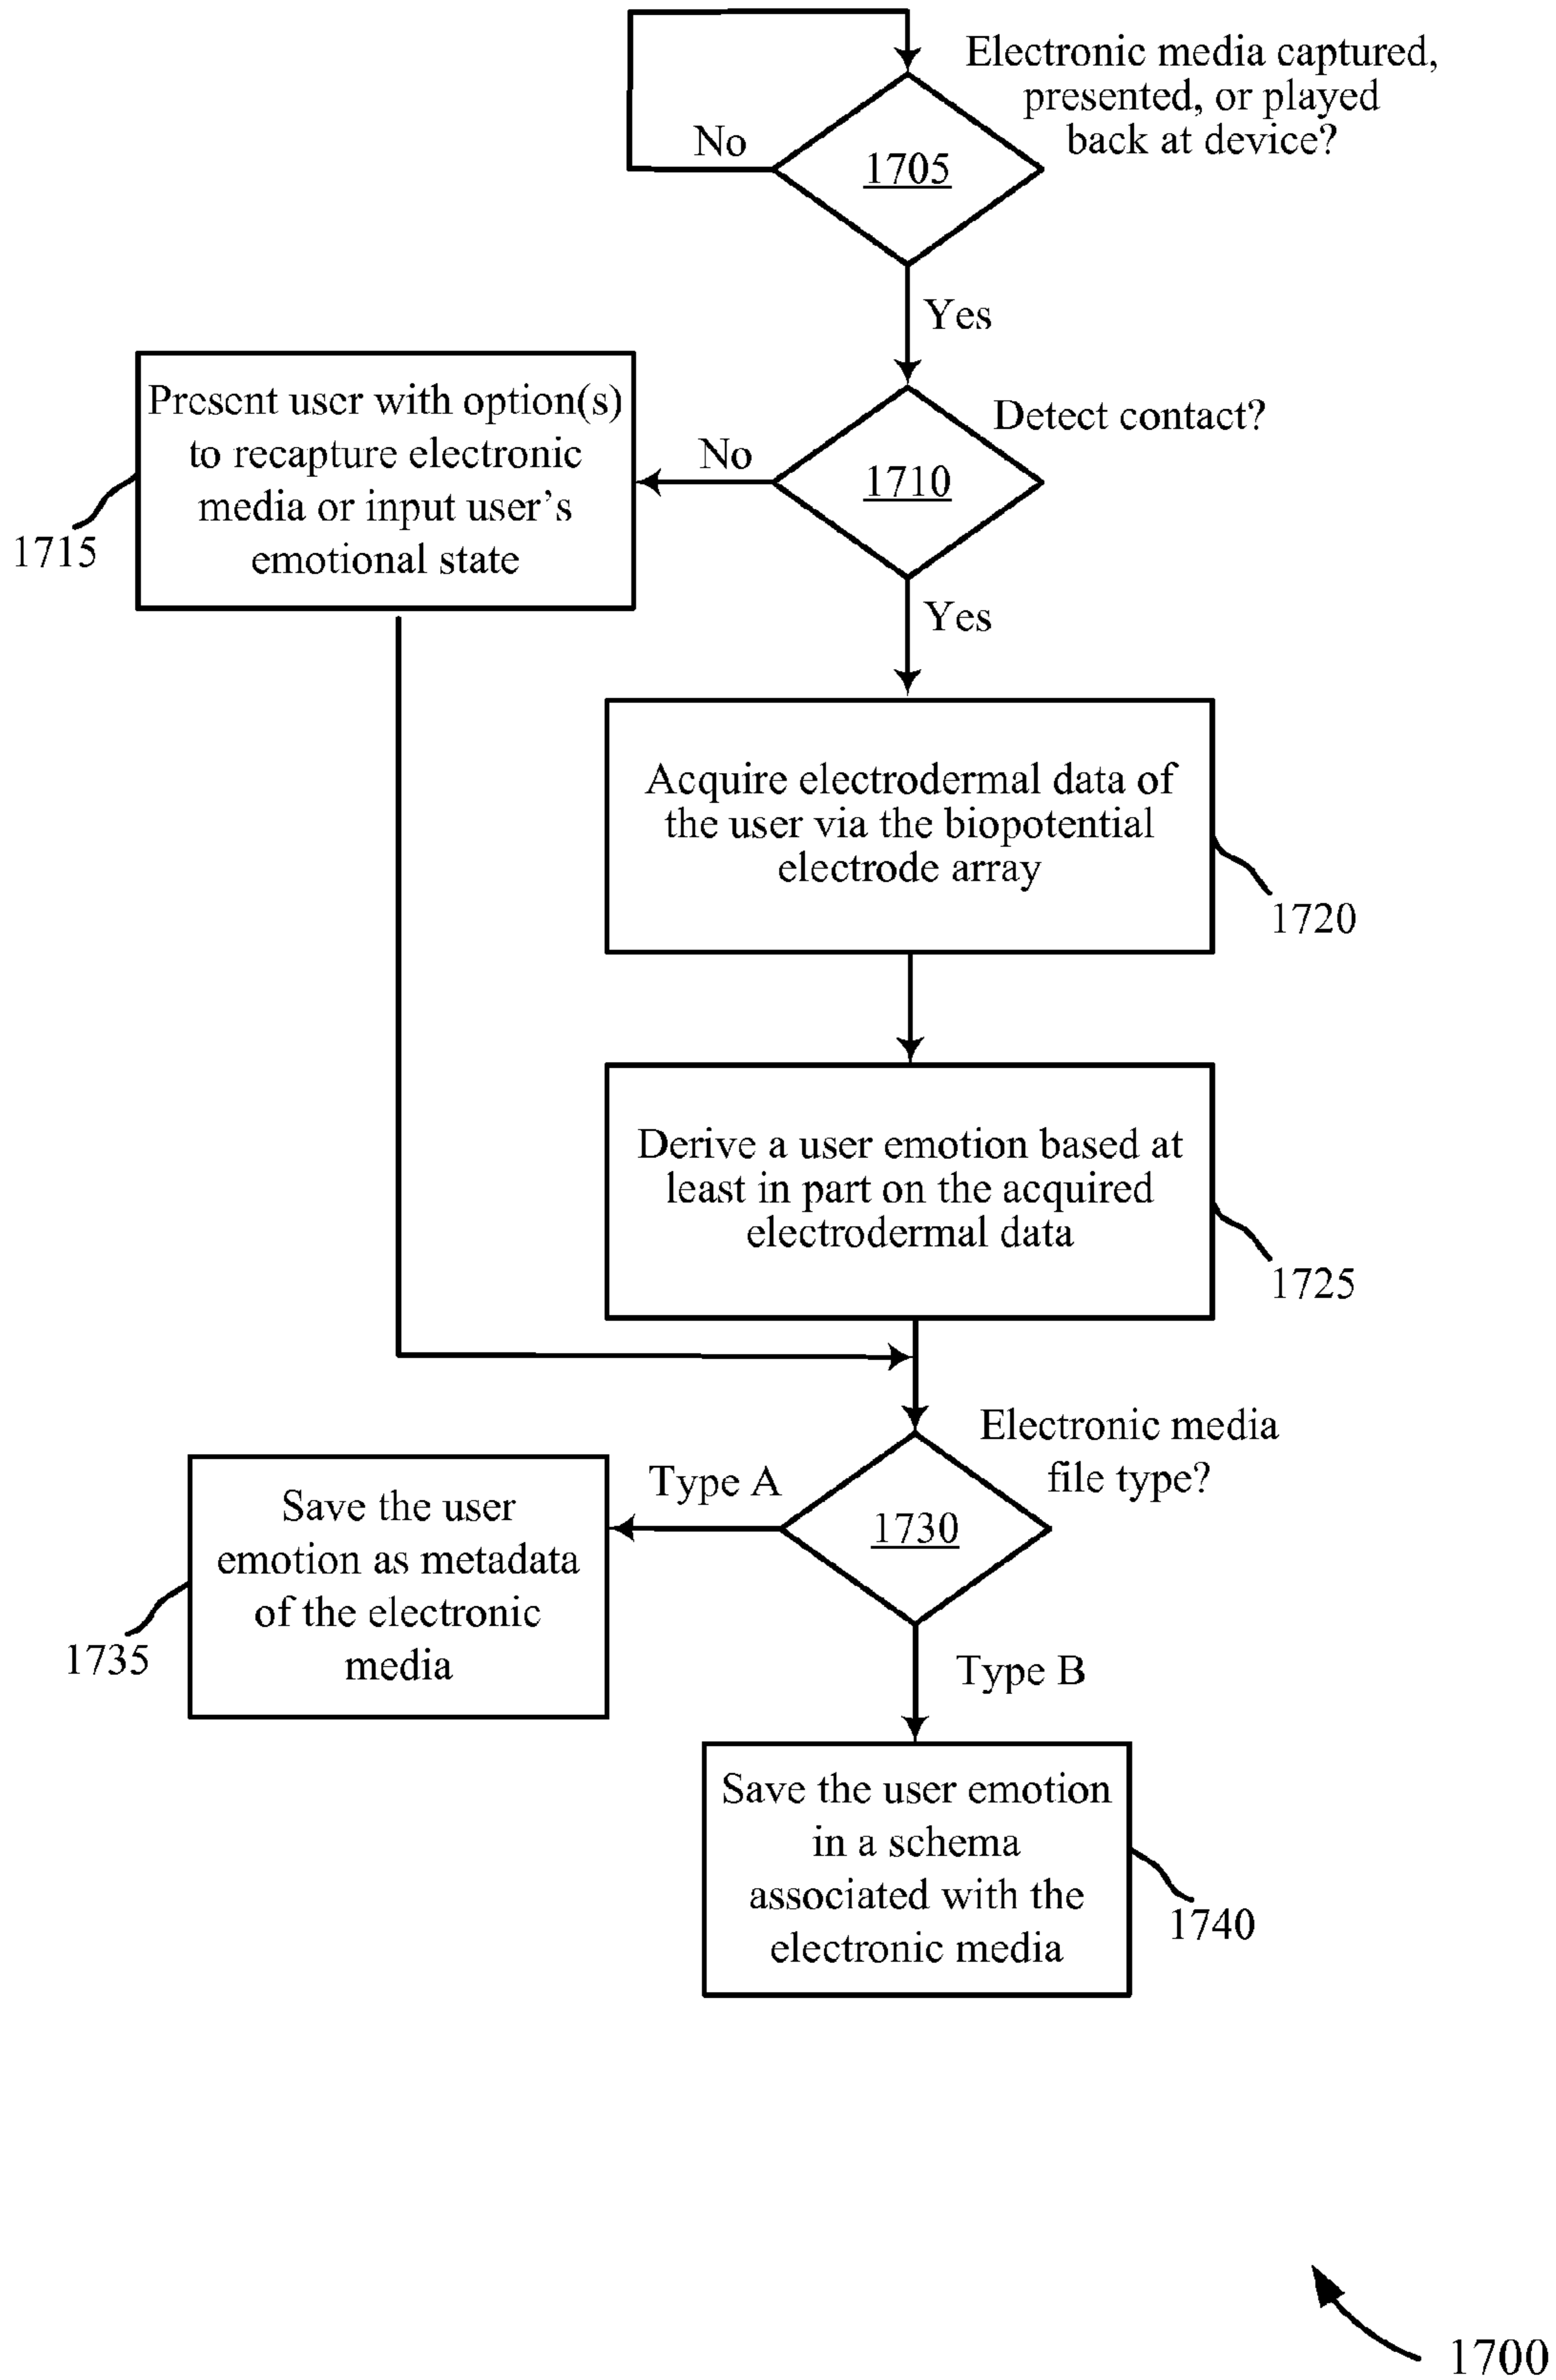 Electronic media captured,
presented, or played
back at device?
No
1705
Yes
Detect contact?
No
1710
Present user with option(s)
to recapture electronic
media or input user's
emotional state
1715
Yes
Acquire electrodermal data of
the user via the biopotential
electrode array
1720
Derive a user emotion based at
least in part on the acquired
electrodermal data
1725
Electronic media
file type?
Type A
1730
Save the user
emotion as metadata
of the electronic
media
1735
Type B
Save the user emotion
in a schema
associated with the
electronic media
1740
1700